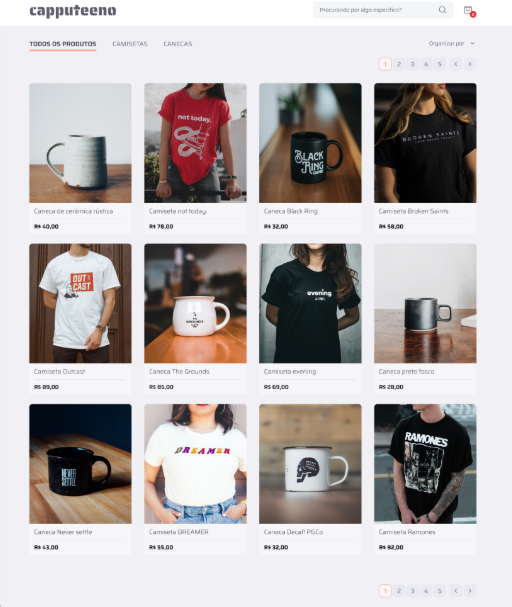 capputeeno
Procurando por algo específico?
2
TODOS OS PRODUTOS CAMISETAS CANECAS
Organizar por
1 2 3 4 5
not today.
BLACK RING
BROKEN SAINTS
Caneca de cerâmica rústica
Camiseta not today.
Caneca Black Ring
Camiseta Broken Saints
R$ 40,00
R$ 78,00
R$ 32,00
R$ 58,00
OUT
CAST
evening
Camiseta Outcast
Caneca The Grounds
Camiseta evening
Caneca preto fosco
R$ 89,00
R$ 85,00
R$ 69,00
R$ 28,00
NEVER
SETTLE
DREAMER
RAMONES
Caneca Never settle
Camiseta DREAMER
Caneca Decaf! P&Co
Camiseta Ramones
R$ 43,00
R$ 55,00
R$ 32,00
R$ 92,00
1 2 3 4 5